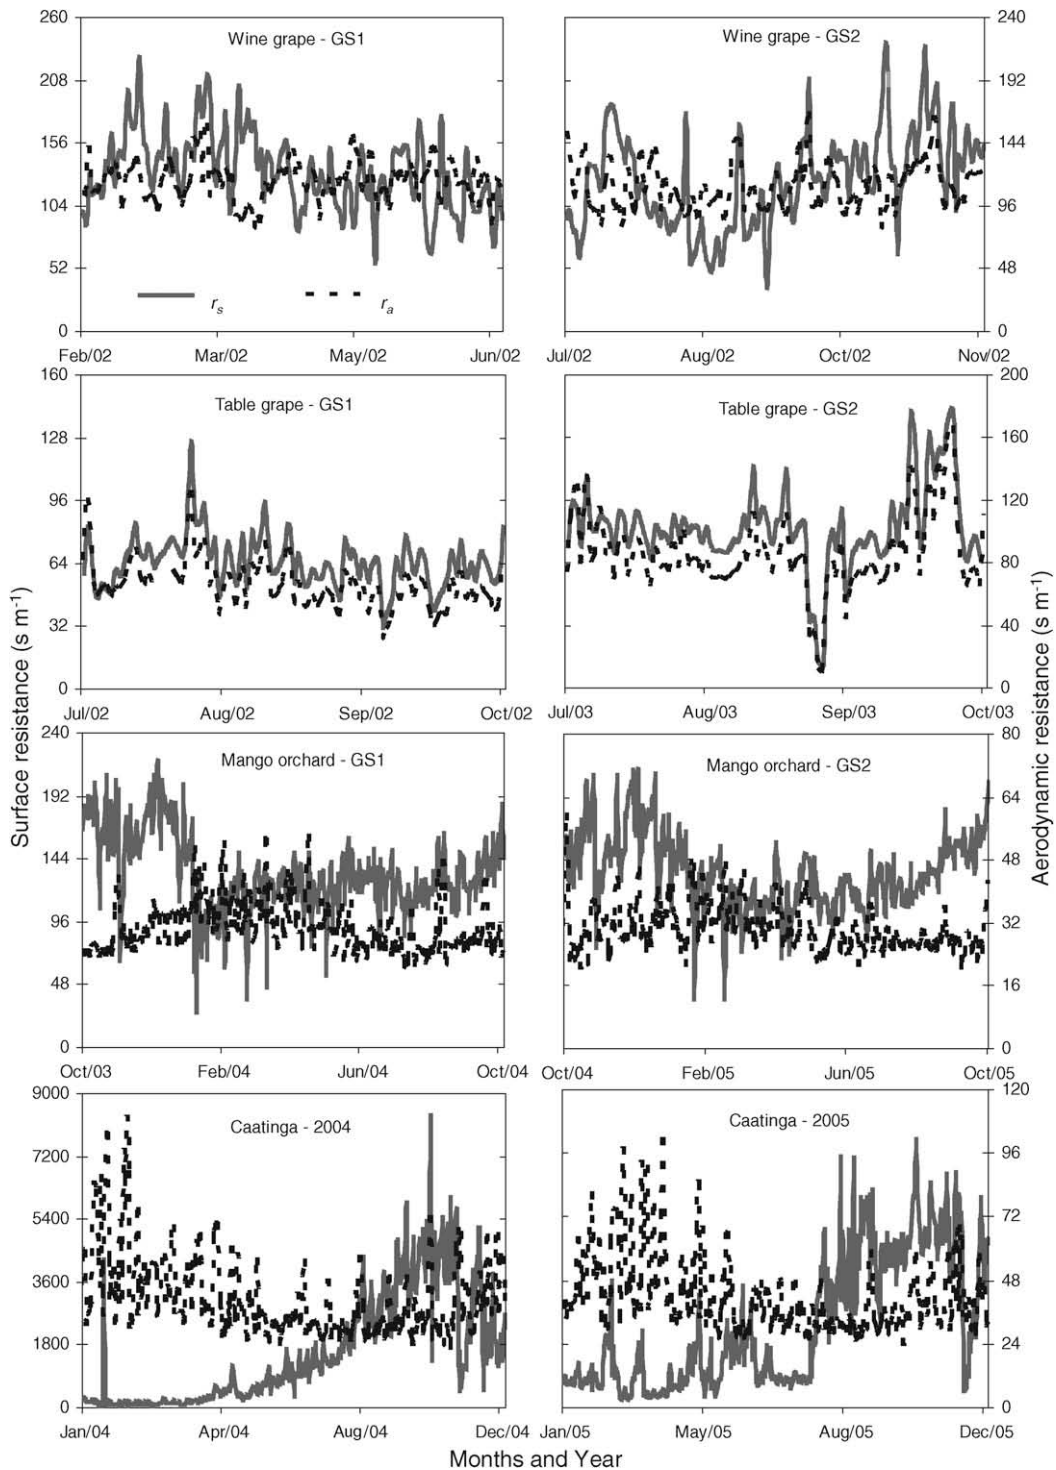 Surface resistance (s m-1)
Aerodynamic resistance (s m-1)
Wine grape - GS1
260
208
156
104
52
0
rs
ra
Feb/02 Mar/02 May/02 Jun/02
Wine grape - GS2
240
192
144
96
48
0
Jul/02 Aug/02 Oct/02 Nov/02
Table grape - GS1
160
128
96
64
32
0
Jul/02 Aug/02 Sep/02 Oct/02
Table grape - GS2
200
160
120
80
40
0
Jul/03 Aug/03 Sep/03 Oct/03
Mango orchard - GS1
240
192
144
96
48
0
Oct/03 Feb/04 Jun/04 Oct/04
Mango orchard - GS2
80
64
48
32
16
0
Oct/04 Feb/05 Jun/05 Oct/05
Caatinga - 2004
9000
7200
5400
3600
1800
0
Jan/04 Apr/04 Aug/04 Dec/04
Caatinga - 2005
120
96
72
48
24
0
Jan/05 May/05 Aug/05 Dec/05
Months and Year